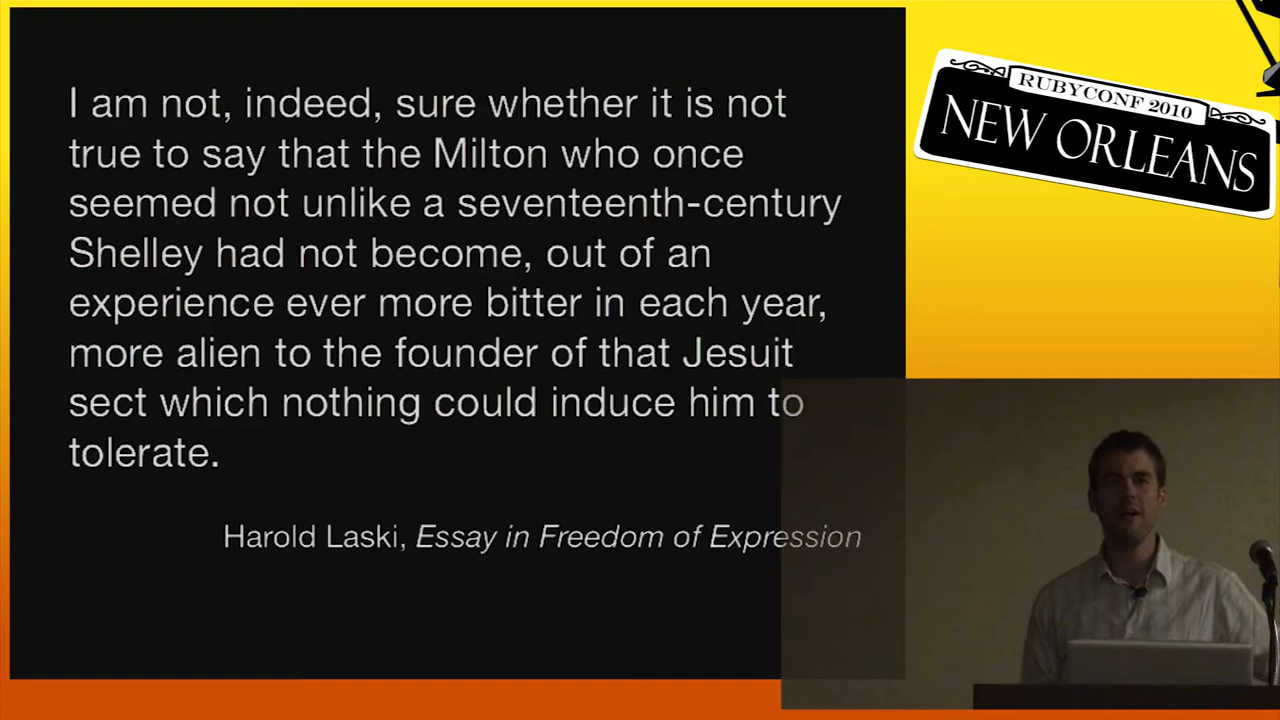 I am not, indeed, sure whether it is not
true to say that the Milton who once
seemed not unlike a seventeenth-century
Shelley had not become, out of an
experience ever more bitter in each year,
more alien to the founder of that Jesuit
sect which nothing could induce him to
tolerate.
Harold Laski, Essay in Freedom of Expression
RUBYCONF 2010
NEW ORLEANS